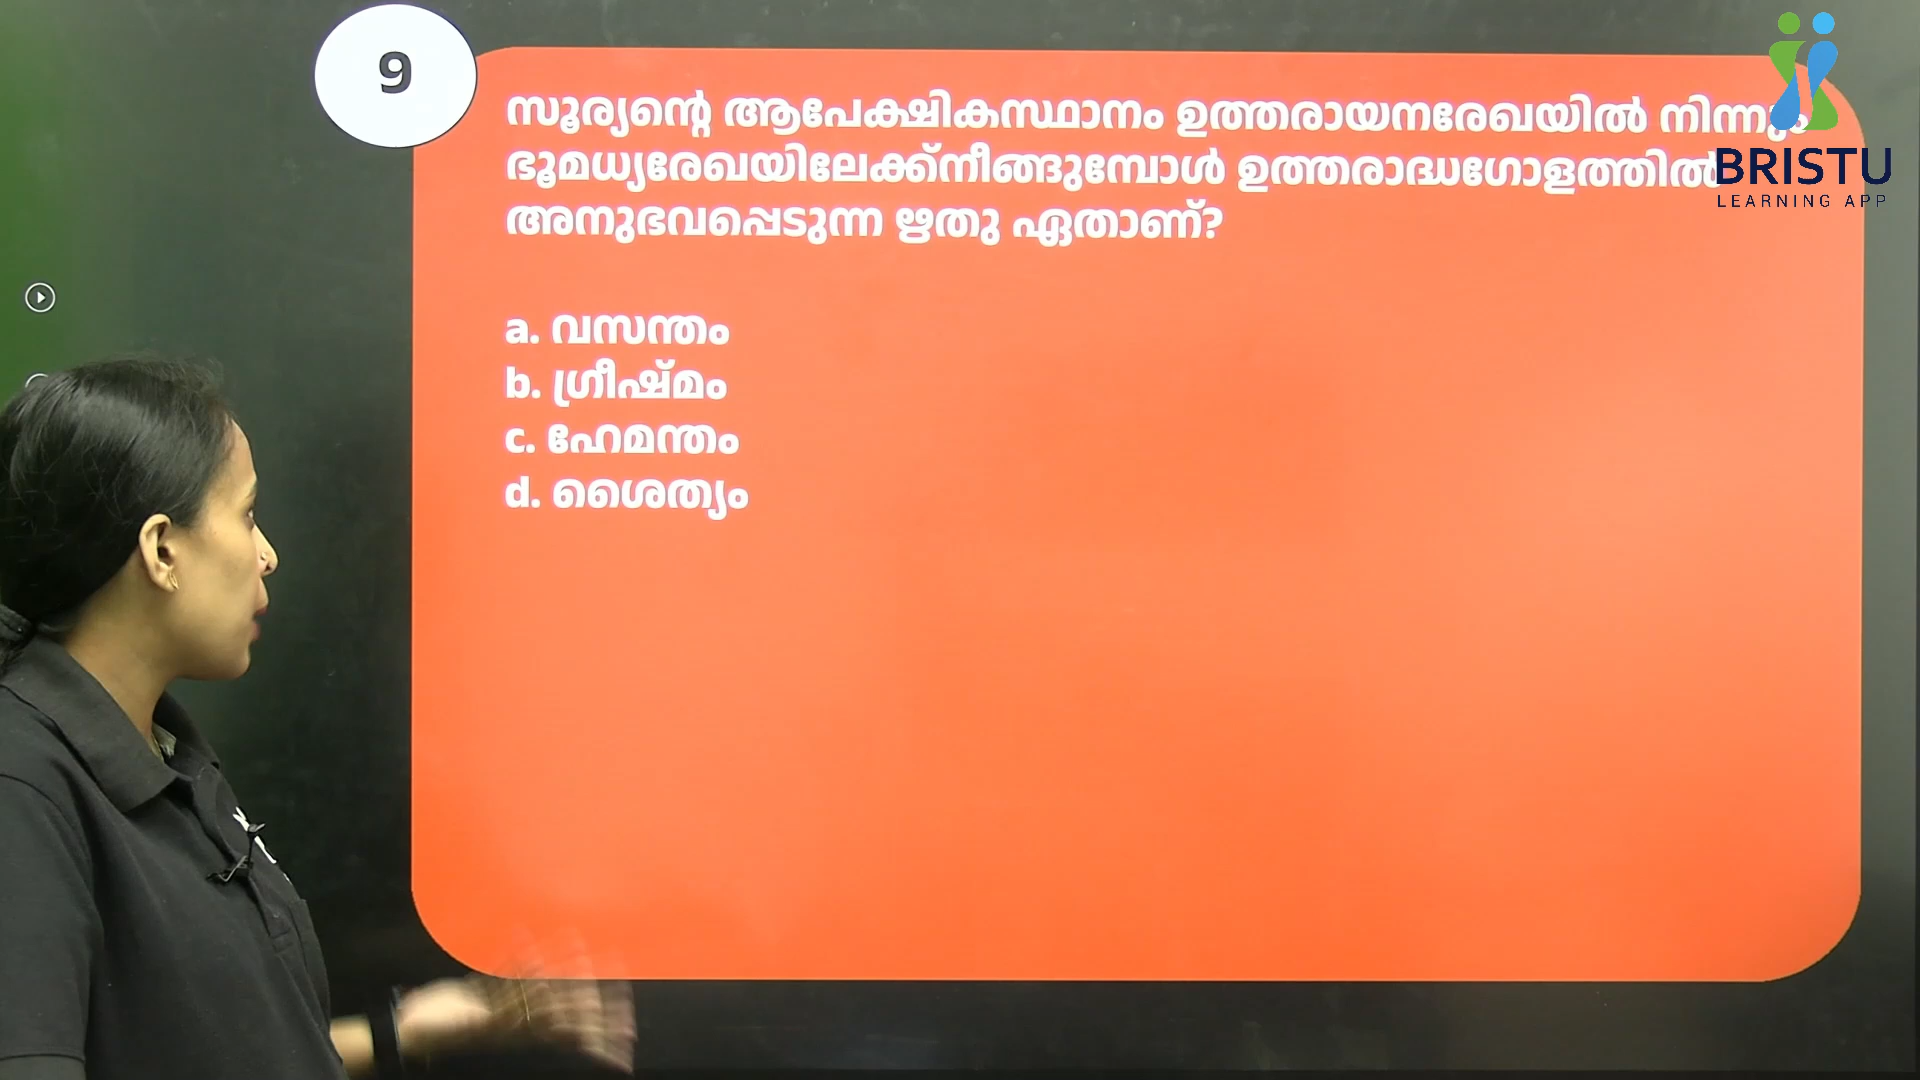 9
സൂര്യന്റെ ആപേക്ഷികസ്ഥാനം ഉത്തരായനരേഖയിൽ നിന്നും
ഭൂമധ്യരേഖയിലേക്ക്നീങ്ങുമ്പോൾ ഉത്തരാദ്ധഗോളത്തിൽ
അനുഭവപ്പെടുന്ന ഋതു ഏതാണ്?
a. വസന്തം
b. ഗ്രീഷ്മം
c. ഹേമന്തം
d. ശൈത്യം
BRISTU
LEARNING APP